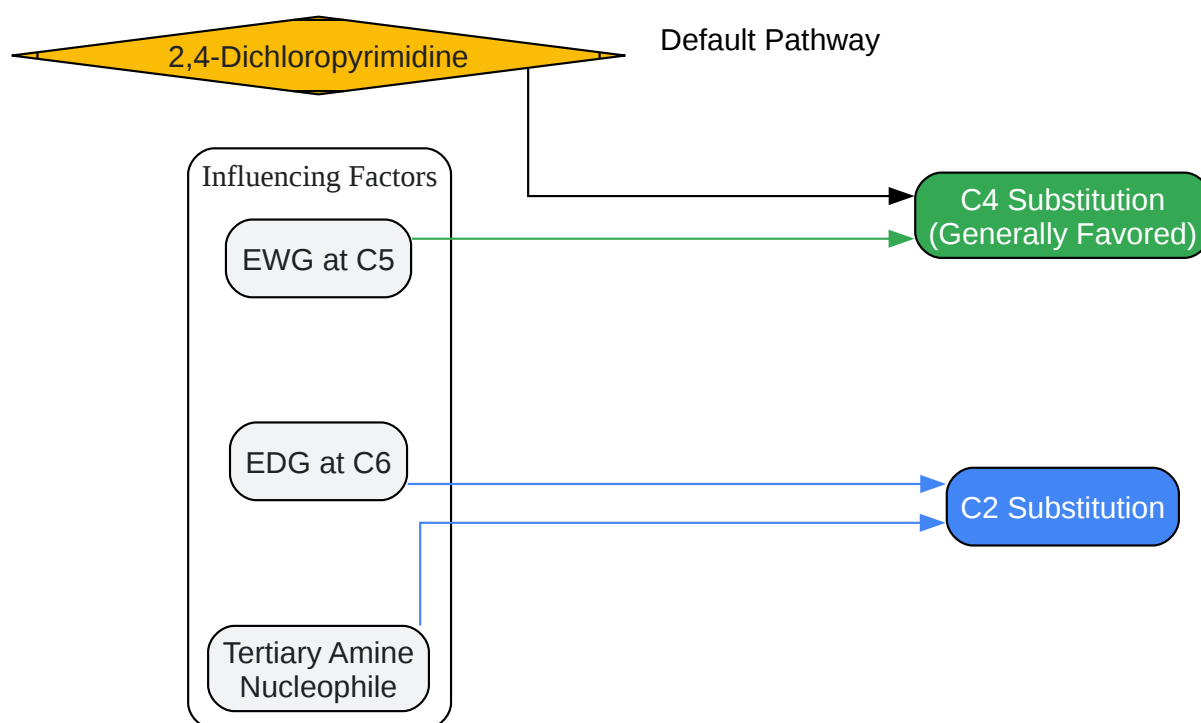 2,4-Dichloropyrimidine
Default Pathway
Influencing Factors
C4 Substitution
(Generally Favored)
EWG at C5
EDG at C6
C2 Substitution
Tertiary Amine
Nucleophile